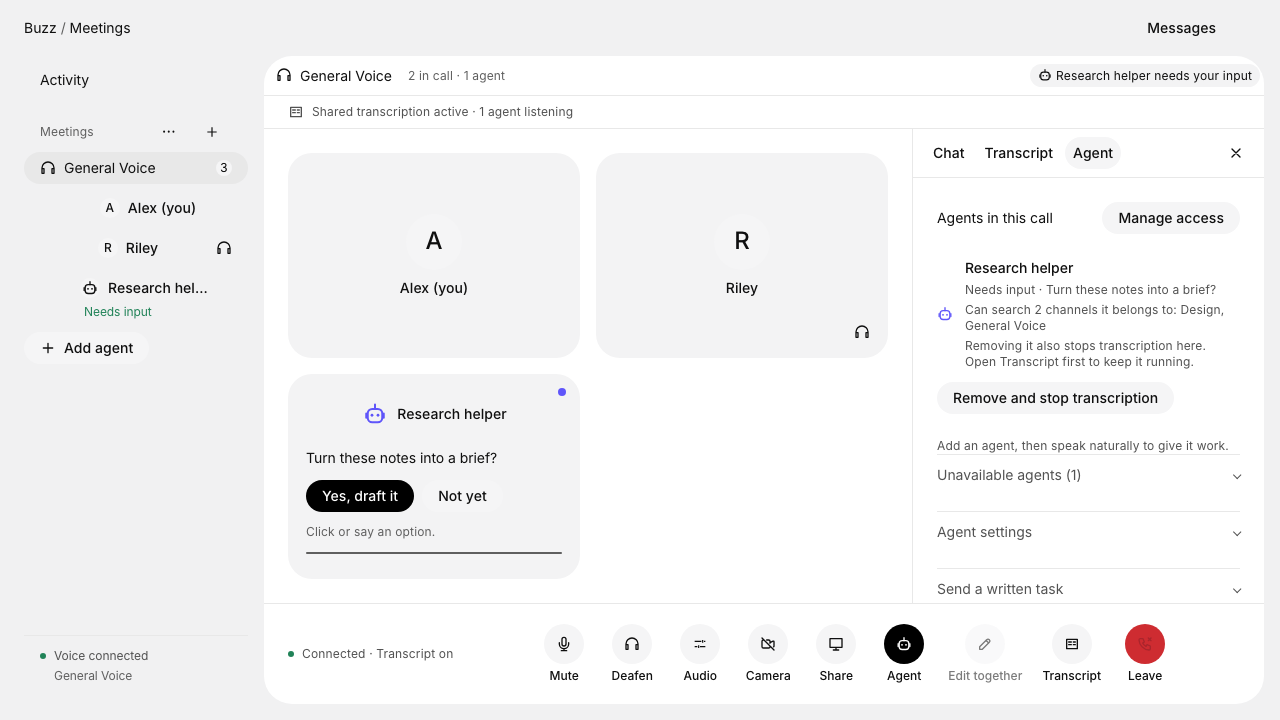 Buzz / Meetings
Messages
Activity
Meetings
General Voice
3
A
Alex (you)
R
Riley
Research hel...
Needs input
Add agent
Voice connected
General Voice
General Voice
2 in call · 1 agent
Research helper needs your input
Shared transcription active · 1 agent listening
A
Alex (you)
R
Riley
Research helper
Turn these notes into a brief?
Yes, draft it
Not yet
Click or say an option.
Chat
Transcript
Agent
Agents in this call
Manage access
Research helper
Needs input · Turn these notes into a brief?
Can search 2 channels it belongs to: Design,
General Voice
Removing it also stops transcription here.
Open Transcript first to keep it running.
Remove and stop transcription
Add an agent, then speak naturally to give it work.
Unavailable agents (1)
Agent settings
Send a written task
Connected · Transcript on
Mute
Deafen
Audio
Camera
Share
Agent
Edit together
Transcript
Leave